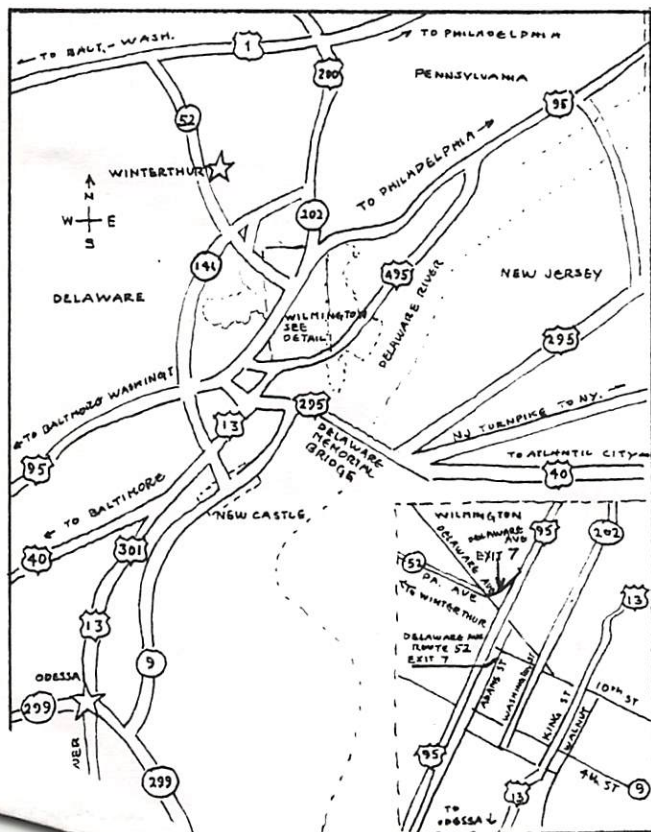 ← TO BALT.- WASH.
1
→ TO PHILADELPHIA
200
PENNSYLVANIA
52
95
WINTERTHUR
TO PHILADELPHIA →
N
W E
S
202
141
495
NEW JERSEY
DELAWARE
DELAWARE RIVER
WILMINGTON
SEE
DETAIL
295
← TO BALTIMORE WASHINGT
13
295
NJ TURNPIKE TO NY. →
DELAWARE
MEMORIAL
BRIDGE
TO ATLANTIC CITY →
95
40
← TO BALTIMORE
NEW CASTLE
40
301
13
9
ODESSA
299
299
WILMINGTON
DELAWARE AVE
DELAWARE
AVE
EXIT 7
95
202
52
PA. AVE
← TO WINTERTHUR
13
DELAWARE AVE
ROUTE 52
EXIT 7
ADAMS ST
WASHINGTON ST
KING ST
WALNUT
10th ST
95
4th ST
9
13
TO
ODESSA ↓